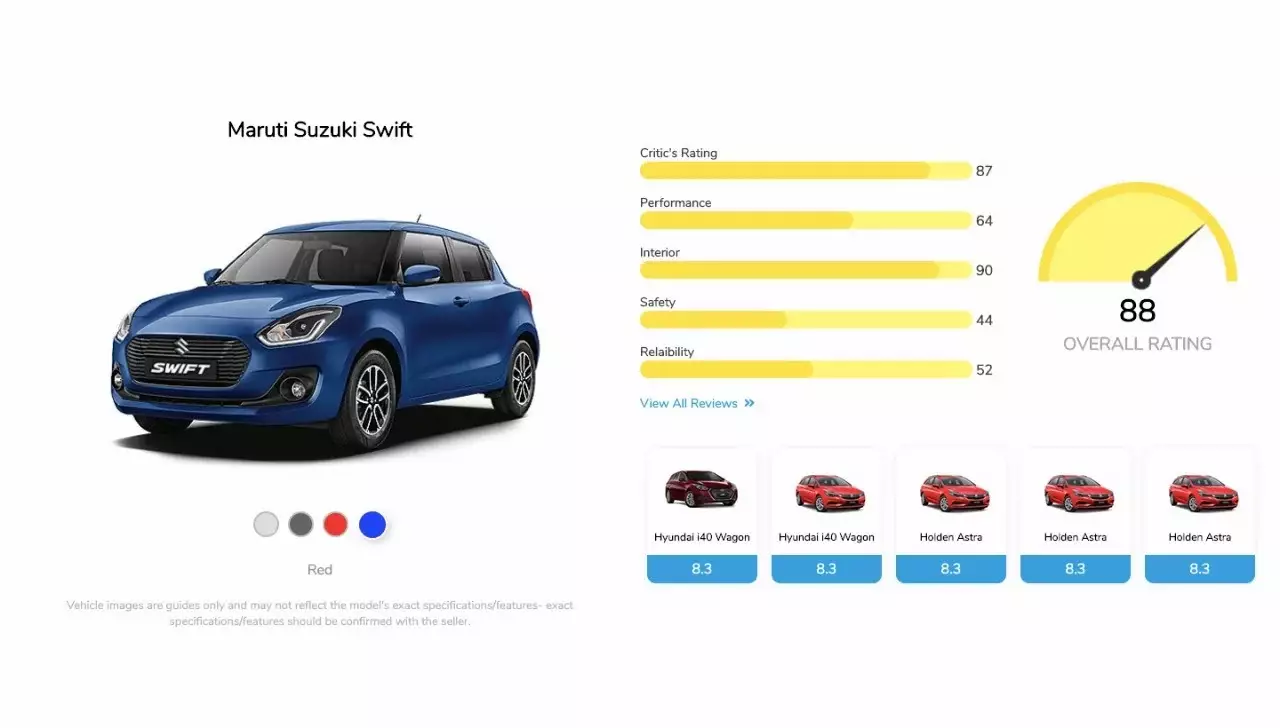 Maruti Suzuki Swift
SWIFT
Red
Vehicle images are guides only and may not reflect the model's exact specifications/features- exact
specifications/features should be confirmed with the seller.
Critic's Rating
87
Performance
64
Interior
90
Safety
44
Relaibility
52
View All Reviews
88
OVERALL RATING
Hyundai i40 Wagon
8.3
Hyundai i40 Wagon
8.3
Holden Astra
8.3
Holden Astra
8.3
Holden Astra
8.3